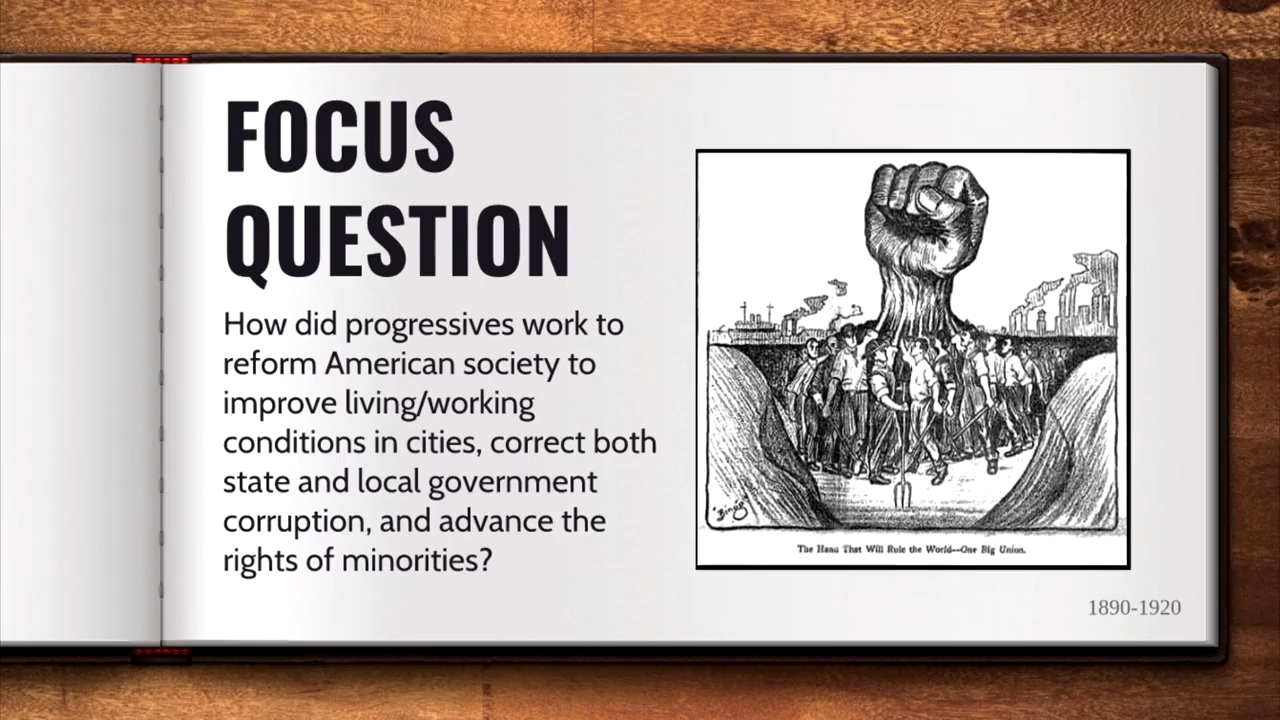 FOCUS
QUESTION
How did progressives work to
reform American society to
improve living/working
conditions in cities, correct both
state and local government
corruption, and advance the
rights of minorities?
"Bingo"
The Hand That Will Rule the World--One Big Union.
1890-1920